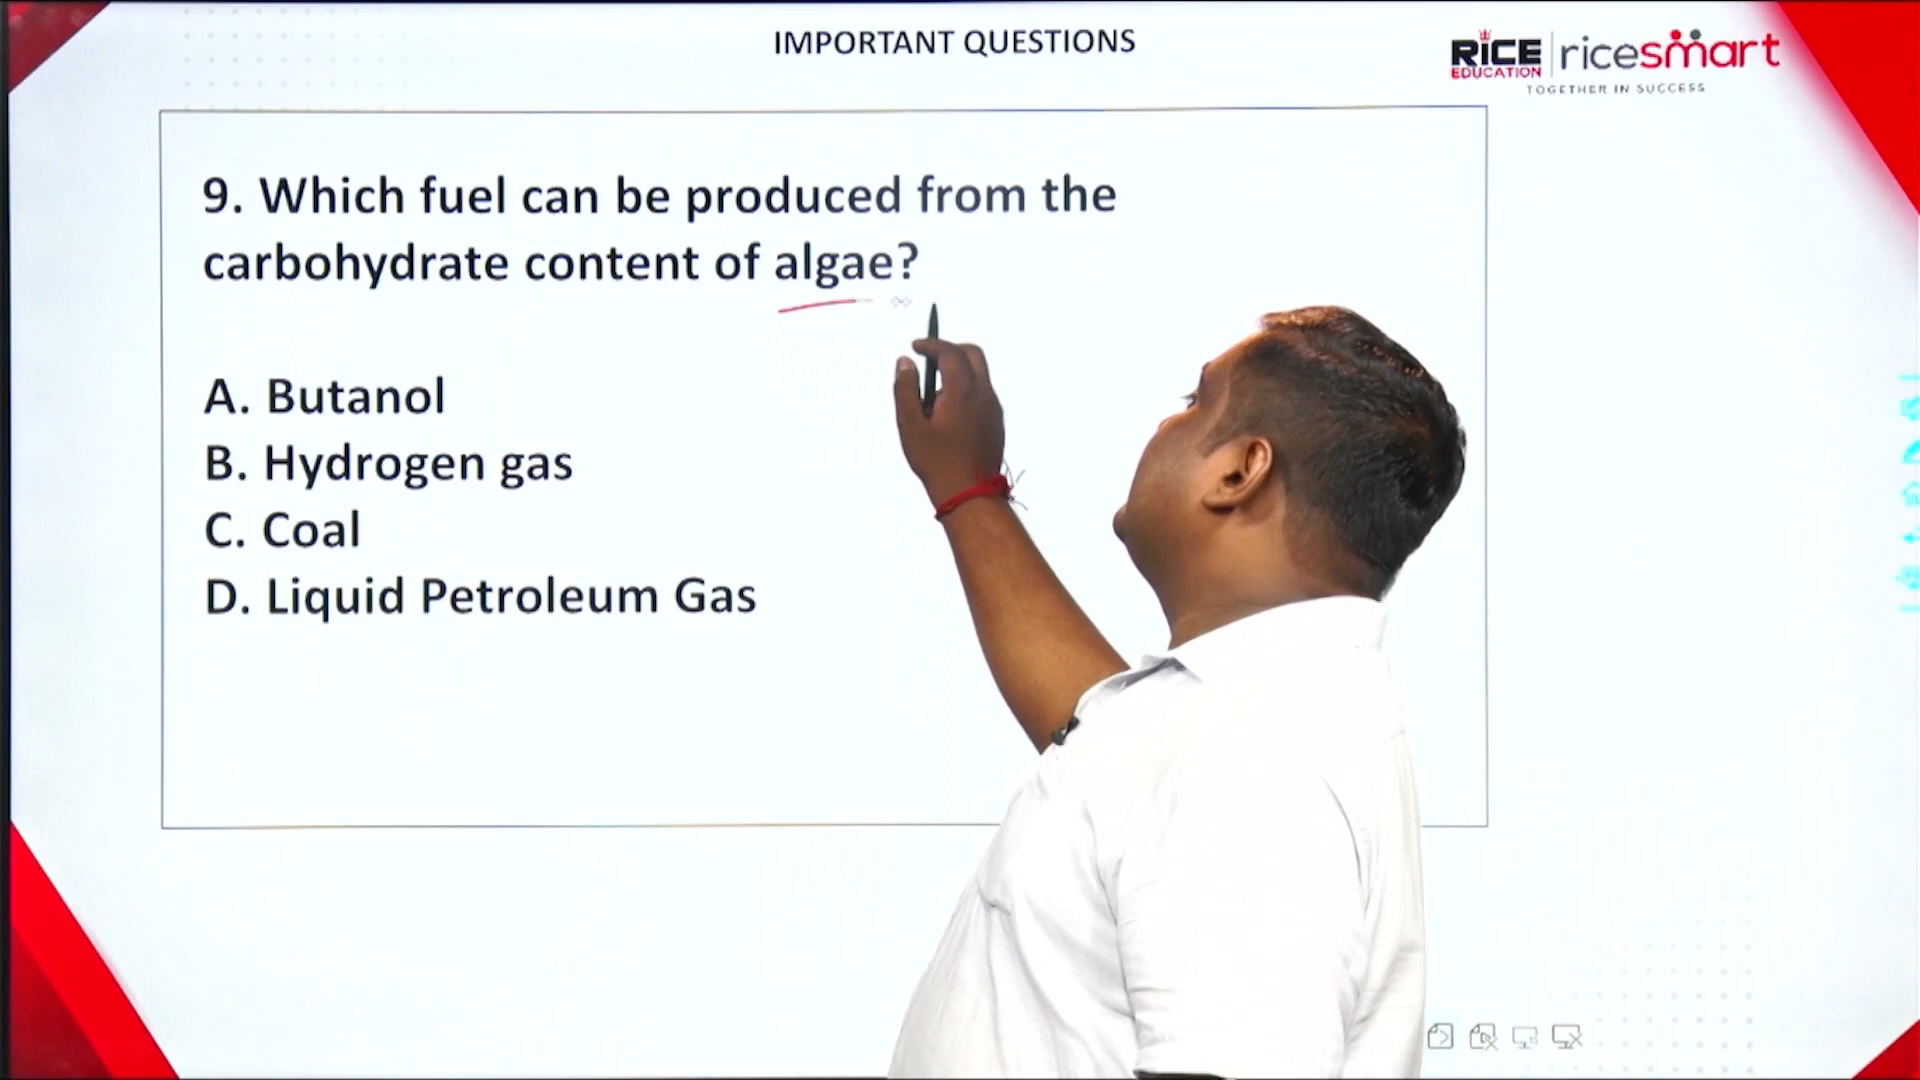 IMPORTANT QUESTIONS
RiCE
EDUCATION
ricesmart
TOGETHER IN SUCCESS
9. Which fuel can be produced from the
carbohydrate content of algae?
A. Butanol
B. Hydrogen gas
C. Coal
D. Liquid Petroleum Gas